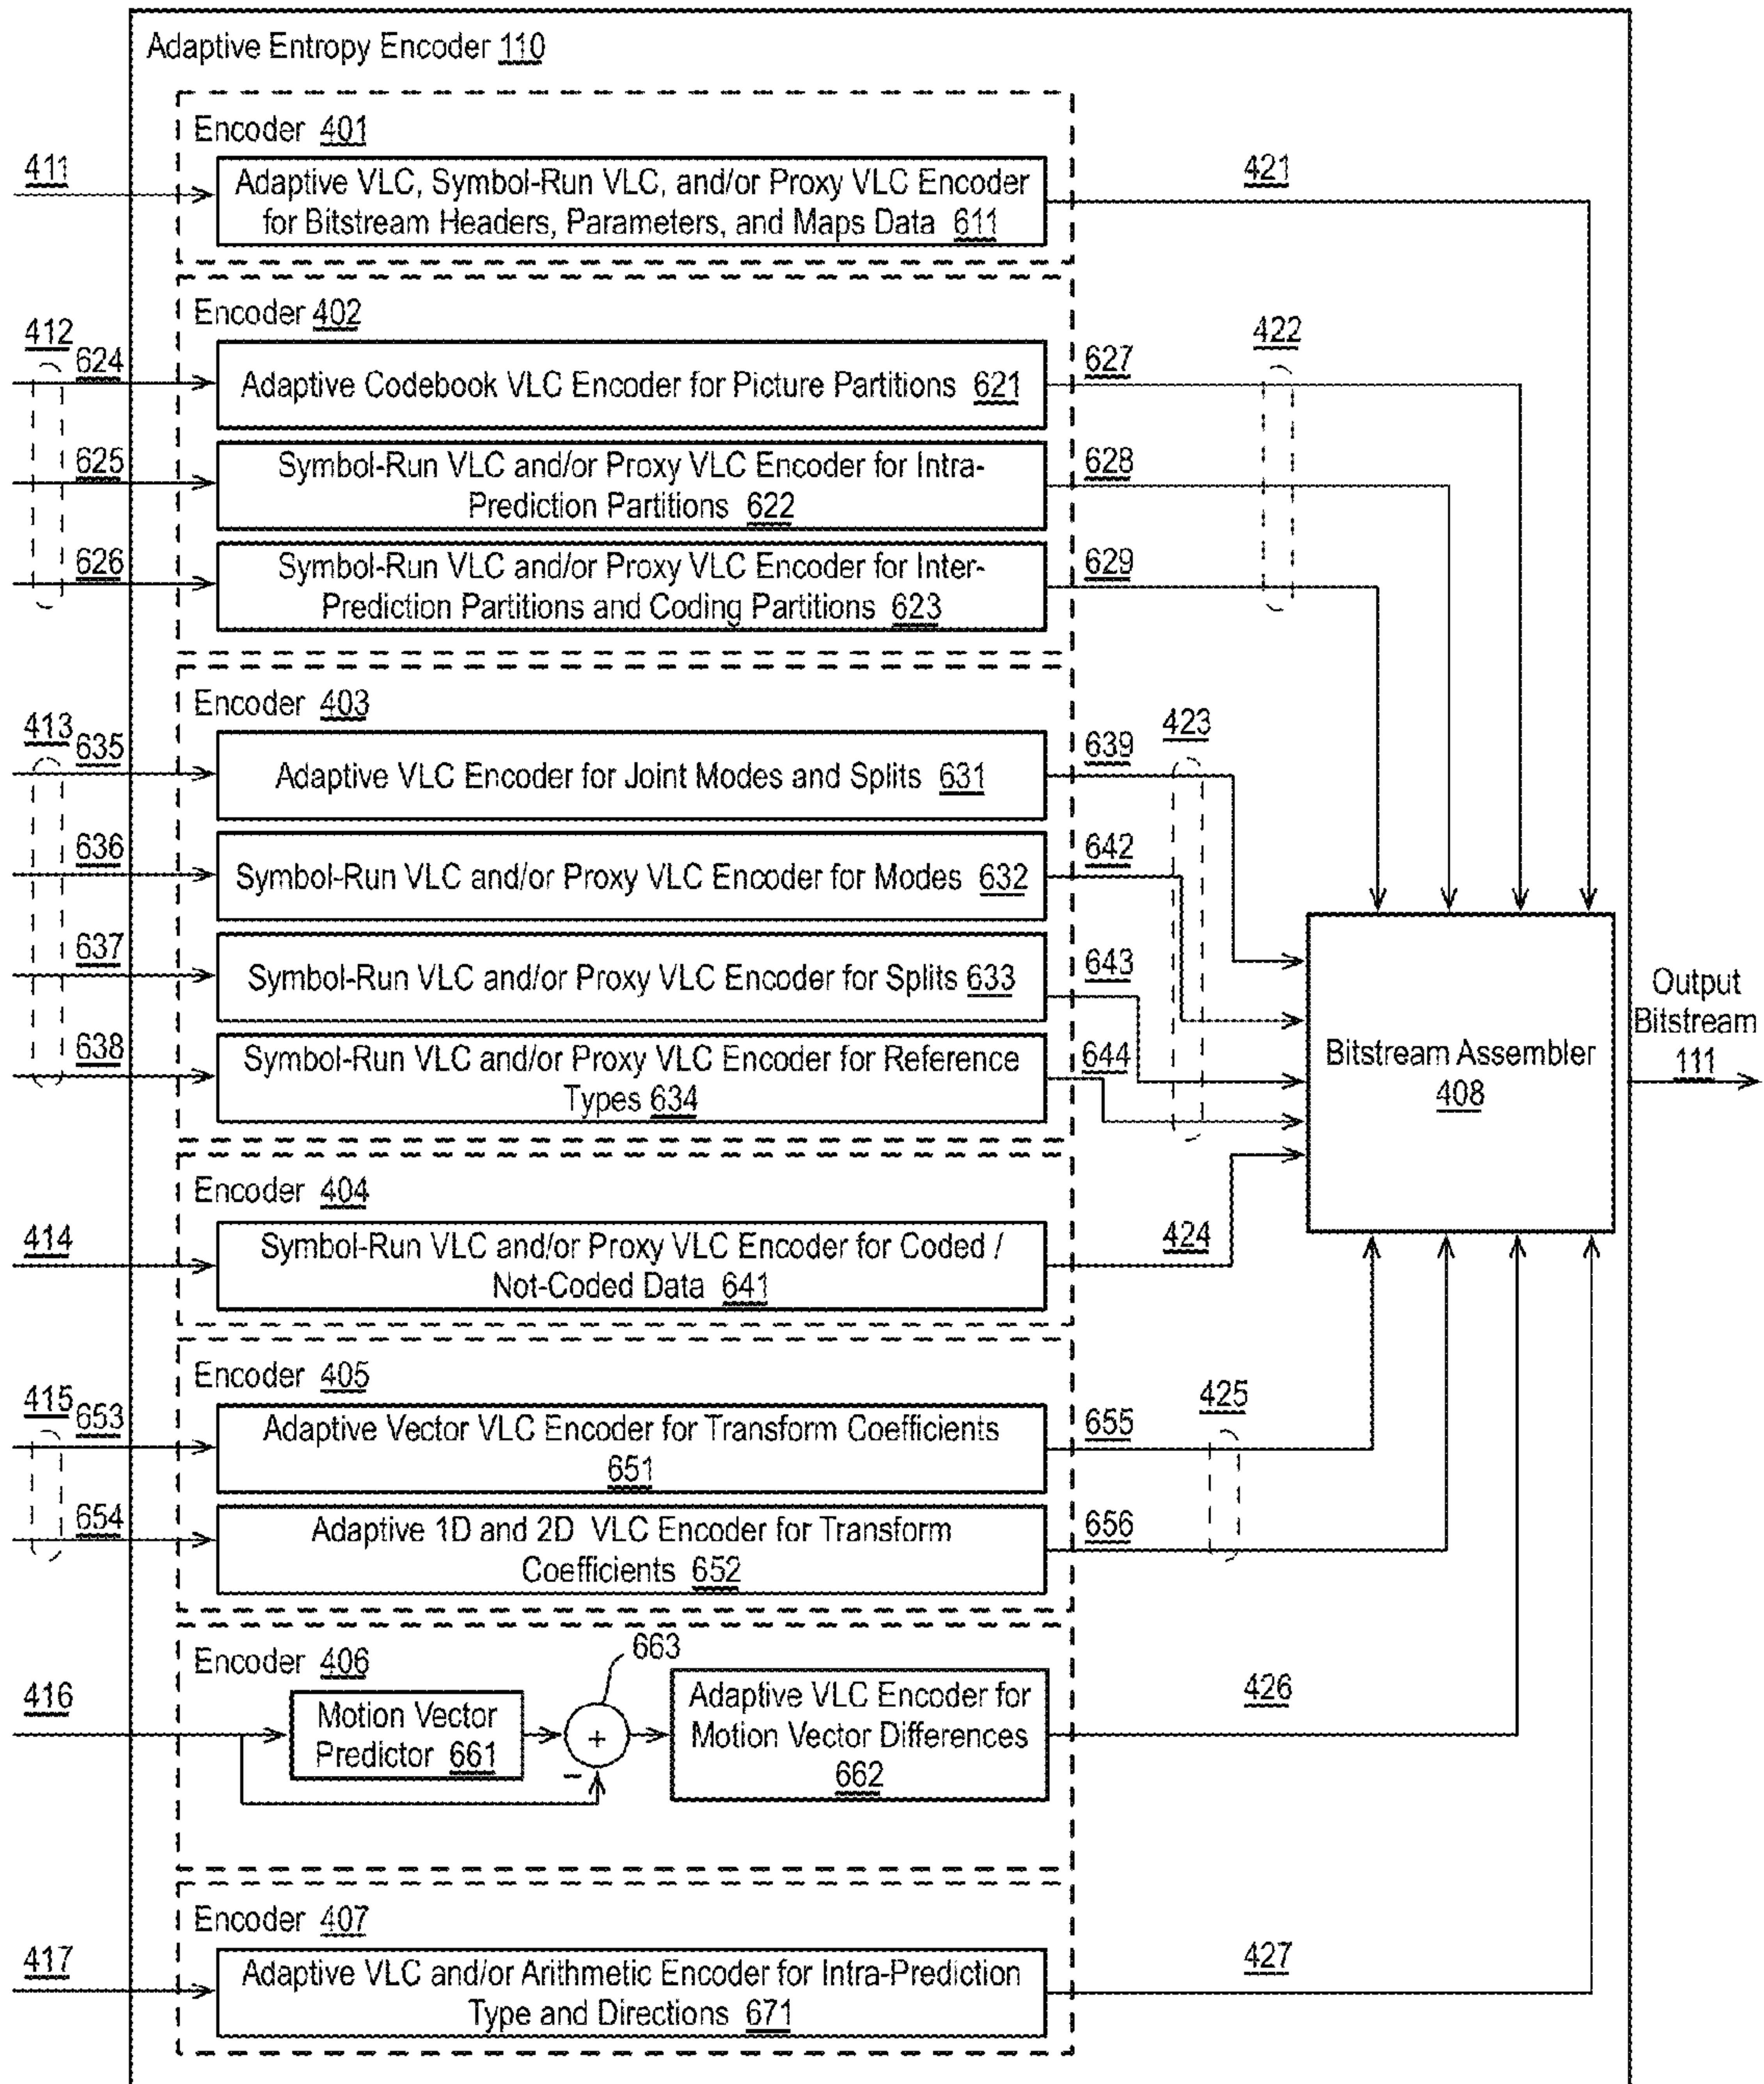 Adaptive Entropy Encoder 110
Encoder 401
411
Adaptive VLC, Symbol-Run VLC, and/or Proxy VLC Encoder
for Bitstream Headers, Parameters, and Maps Data 611
421
Encoder 402
412
624
Adaptive Codebook VLC Encoder for Picture Partitions 621
627
422
625
Symbol-Run VLC and/or Proxy VLC Encoder for Intra-
Prediction Partitions 622
628
626
Symbol-Run VLC and/or Proxy VLC Encoder for Inter-
Prediction Partitions and Coding Partitions 623
629
Encoder 403
413
635
Adaptive VLC Encoder for Joint Modes and Splits 631
639
423
636
Symbol-Run VLC and/or Proxy VLC Encoder for Modes 632
642
637
Symbol-Run VLC and/or Proxy VLC Encoder for Splits 633
643
638
Symbol-Run VLC and/or Proxy VLC Encoder for Reference
Types 634
644
Bitstream Assembler
408
Output
Bitstream
111
Encoder 404
414
Symbol-Run VLC and/or Proxy VLC Encoder for Coded /
Not-Coded Data 641
424
Encoder 405
415
653
Adaptive Vector VLC Encoder for Transform Coefficients
651
655
425
654
Adaptive 1D and 2D VLC Encoder for Transform
Coefficients 652
656
Encoder 406
416
Motion Vector
Predictor 661
663
+
−
Adaptive VLC Encoder for
Motion Vector Differences
662
426
Encoder 407
417
Adaptive VLC and/or Arithmetic Encoder for Intra-Prediction
Type and Directions 671
427